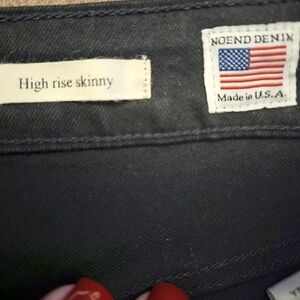 High rise skinny
NOEND DENIM
Made in U.S.A.